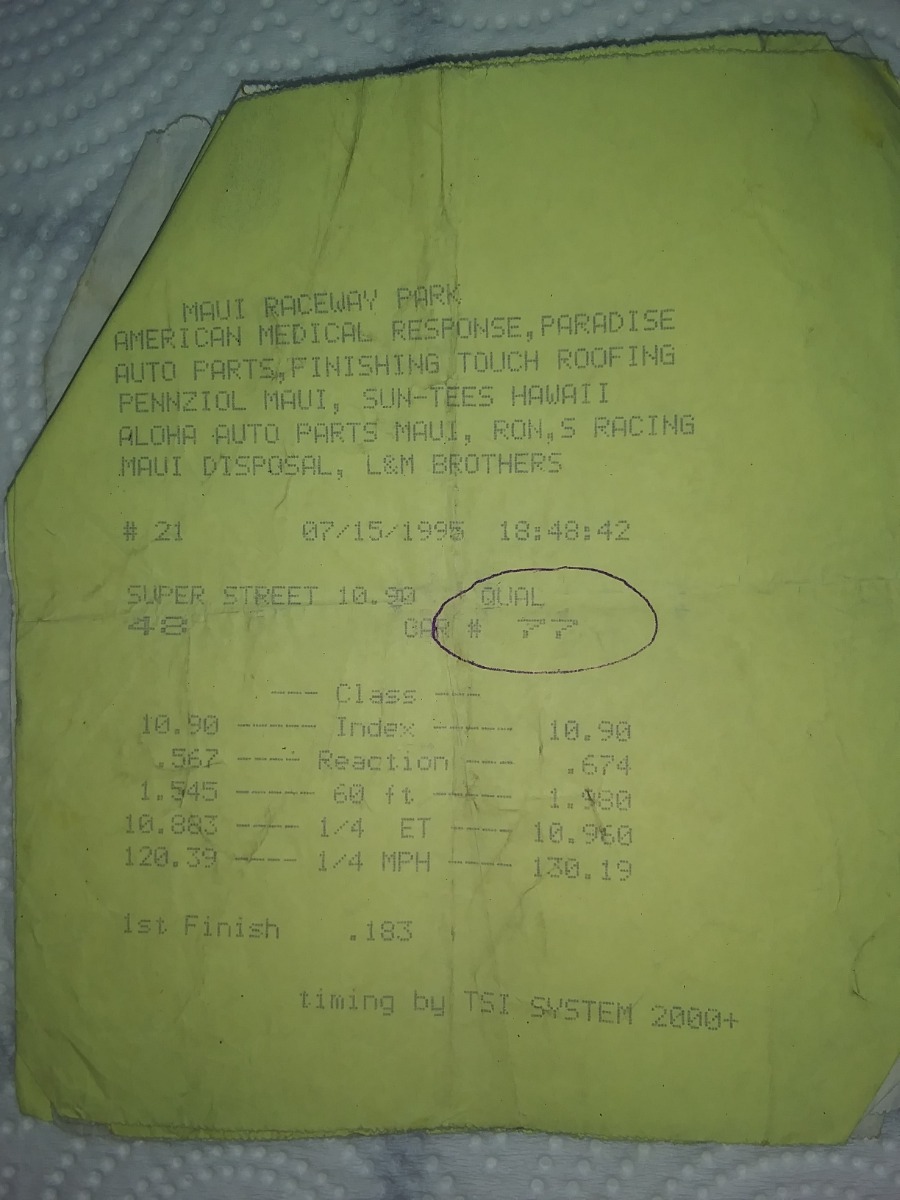 MAUI RACEWAY PARK
AMERICAN MEDICAL RESPONSE,PARADISE
AUTO PARTS,FINISHING TOUCH ROOFING
PENNZIOL MAUI, SUN-TEES HAWAII
ALOHA AUTO PARTS MAUI, RON,S RACING
MAUI DISPOSAL, L&M BROTHERS
# 21 07/15/1995 18:48:42
SUPER STREET 10.90 QUAL
48 CAR # 77
--- Class ---
10.90 ----- Index ----- 10.90
.567 ---- Reaction --- .674
1.545 ----- 60 ft ----- 1.980
10.883 ---- 1/4 ET ---- 10.960
120.39 ---- 1/4 MPH ---- 130.19
1st Finish .183
timing by TSI SYSTEM 2000+